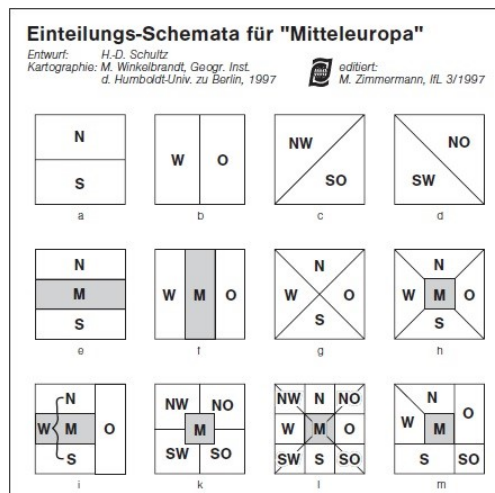 Einteilungs-Schemata für "Mitteleuropa"
Entwurf: H.-D. Schultz
Kartographie: M. Winkelbrandt, Geogr. Inst.
d. Humboldt-Univ. zu Berlin, 1997
editiert:
M. Zimmermann, IfL 3/1997
N
S
a
W O
b
NW
SO
c
NO
SW
d
N
M
S
e
W M O
f
N
W O
S
g
N
W M O
S
h
N
W M O
S
i
NW NO
M
SW SO
k
NW N NO
W M O
SW S SO
l
N
W M O
S SO
m